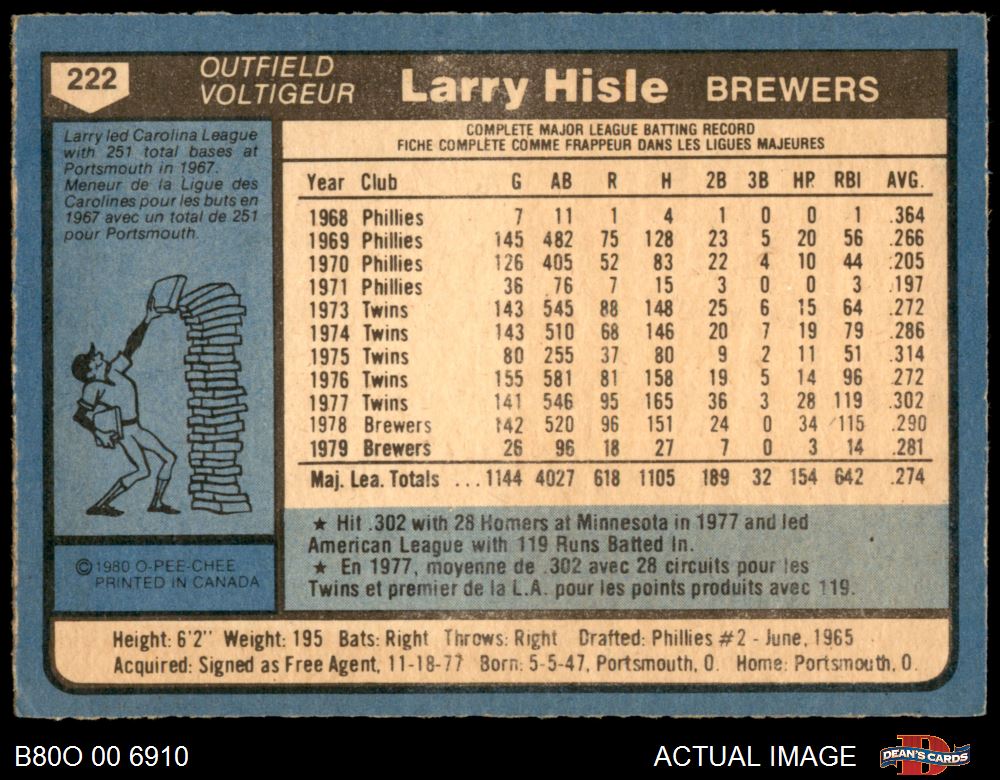 222
OUTFIELD
VOLTIGEUR
Larry Hisle BREWERS
Larry led Carolina League
with 251 total bases at
Portsmouth in 1967.
Meneur de la Ligue des
Carolines pour les buts en
1967 avec un total de 251
pour Portsmouth.
COMPLETE MAJOR LEAGUE BATTING RECORD
FICHE COMPLÈTE COMME FRAPPEUR DANS LES LIGUES MAJEURES
Year Club G AB R H 2B 3B HR RBI AVG.
1968 Phillies 7 11 1 4 1 0 0 1 .364
1969 Phillies 145 482 75 128 23 5 20 56 .266
1970 Phillies 126 405 52 83 22 4 10 44 .205
1971 Phillies 36 76 7 15 3 0 0 3 .197
1973 Twins 143 545 88 148 25 6 15 64 .272
1974 Twins 143 510 68 146 20 7 19 79 .286
1975 Twins 80 255 37 80 9 2 11 51 .314
1976 Twins 155 581 81 158 19 5 14 96 .272
1977 Twins 141 546 95 165 36 3 28 119 .302
1978 Brewers 142 520 96 151 24 0 34 115 .290
1979 Brewers 26 96 18 27 7 0 3 14 .281
Maj. Lea. Totals ... 1144 4027 618 1105 189 32 154 642 .274
★ Hit .302 with 28 Homers at Minnesota in 1977 and led
American League with 119 Runs Batted In.
★ En 1977, moyenne de .302 avec 28 circuits pour les
Twins et premier de la L.A. pour les points produits avec 119.
© 1980 O-PEE-CHEE
PRINTED IN CANADA
Height: 6'2" Weight: 195 Bats: Right Throws: Right Drafted: Phillies #2 - June, 1965
Acquired: Signed as Free Agent, 11-18-77 Born: 5-5-47, Portsmouth, O. Home: Portsmouth, O.
B80O 00 6910
ACTUAL IMAGE
DEAN'S CARDS